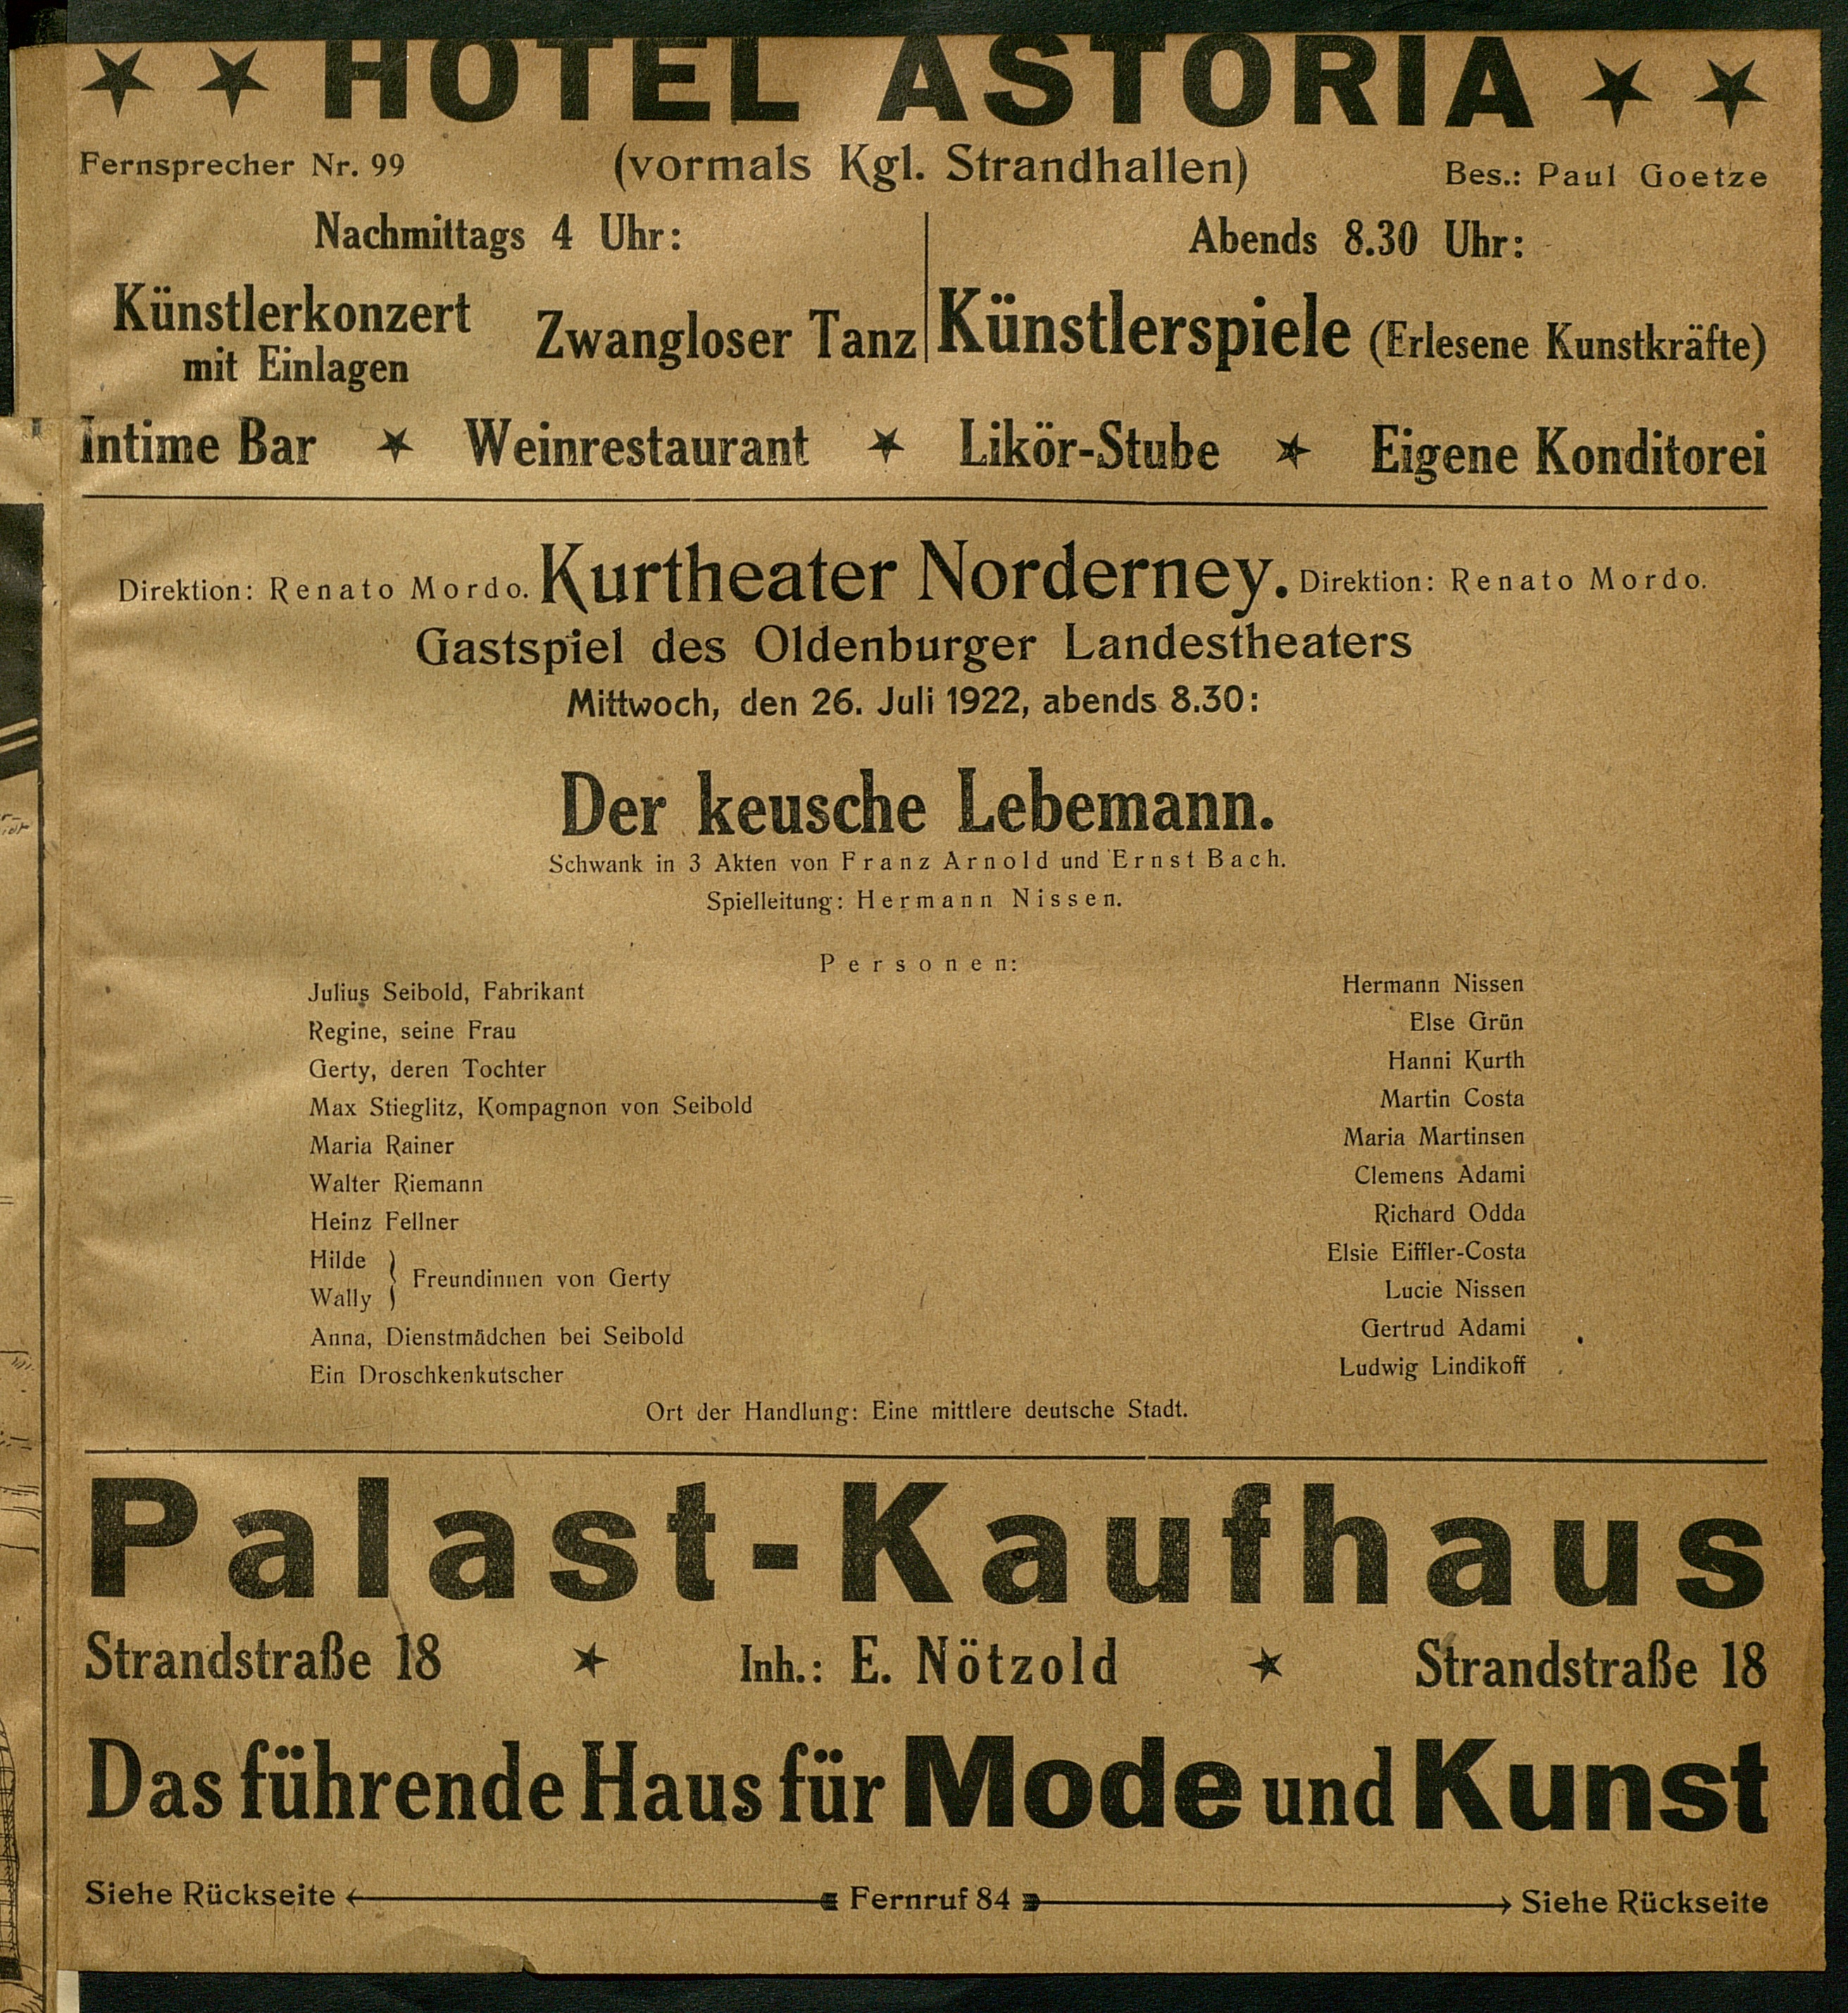 HOTEL ASTORIA
Fernsprecher Nr. 99 (vormals Kgl. Strandhallen) Bes.: Paul Goetze
Nachmittags 4 Uhr:
Künstlerkonzert
mit Einlagen
Zwangloser Tanz
Abends 8.30 Uhr:
Künstlerspiele (Erlesene Kunstkräfte)
Intime Bar ★ Weinrestaurant ★ Likör-Stube ★ Eigene Konditorei
Direktion: Renato Mordo. Kurtheater Norderney. Direktion: Renato Mordo.
Gastspiel des Oldenburger Landestheaters
Mittwoch, den 26. Juli 1922, abends 8.30:
Der keusche Lebemann.
Schwank in 3 Akten von Franz Arnold und Ernst Bach.
Spielleitung: Hermann Nissen.
Personen:
Julius Seibold, Fabrikant Hermann Nissen
Regine, seine Frau Else Grün
Gerty, deren Tochter Hanni Kurth
Max Stieglitz, Kompagnon von Seibold Martin Costa
Maria Rainer Maria Martinsen
Walter Riemann Clemens Adami
Heinz Fellner Richard Odda
Hilde Elsie Eiffler-Costa
Freundinnen von Gerty
Wally Lucie Nissen
Anna, Dienstmädchen bei Seibold Gertrud Adami
Ein Droschkenkutscher Ludwig Lindikoff
Ort der Handlung: Eine mittlere deutsche Stadt.
Palast-Kaufhaus
Strandstraße 18 ★ Inh.: E. Nötzold ★ Strandstraße 18
Das führende Haus für Mode und Kunst
Siehe Rückseite Fernruf 84 Siehe Rückseite